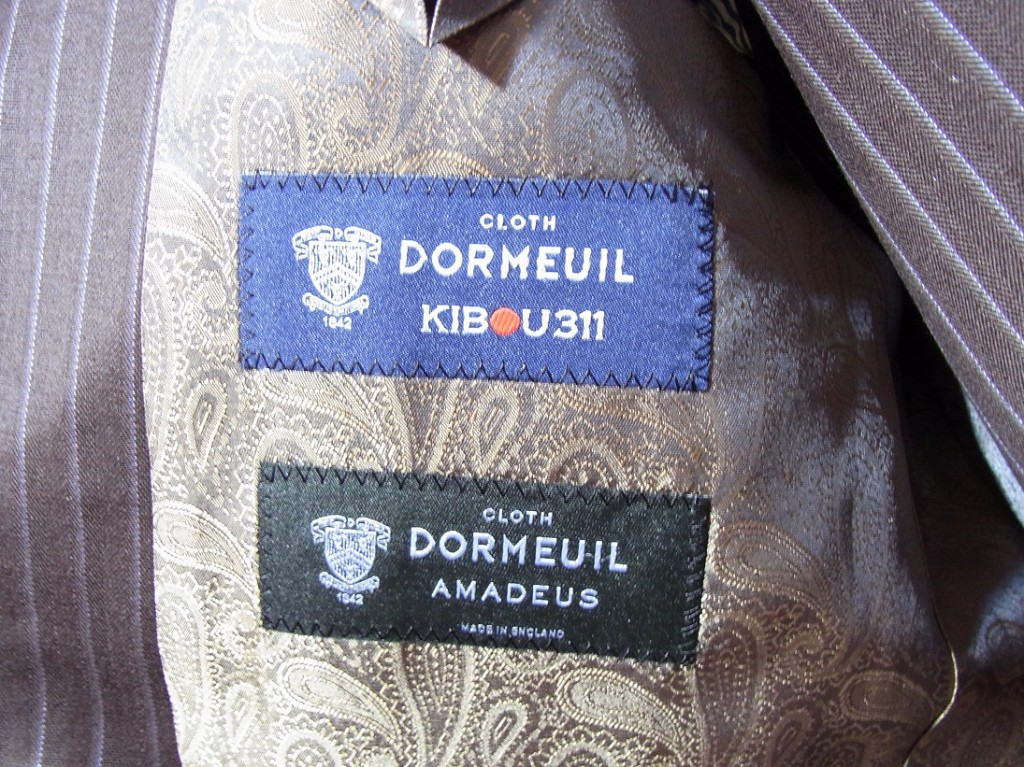 CLOTH
DORMEUIL
KIBOU311
1842
CLOTH
DORMEUIL
AMADEUS
1842
MADE IN ENGLAND